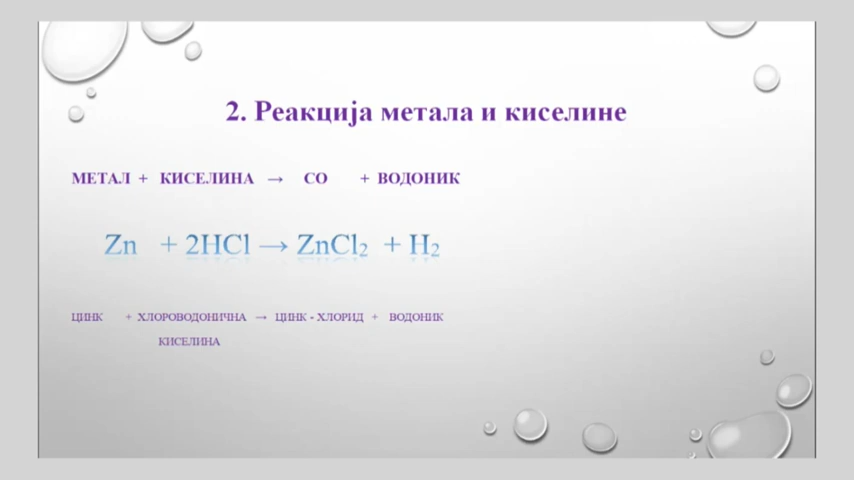 2. Реакција метала и киселине
МЕТАЛ + КИСЕЛИНА → СО + ВОДОНИК
Zn + 2HCl → ZnCl₂ + H₂
ЦИНК + ХЛОРОВОДОНИЧНА → ЦИНК - ХЛОРИД + ВОДОНИК
КИСЕЛИНА